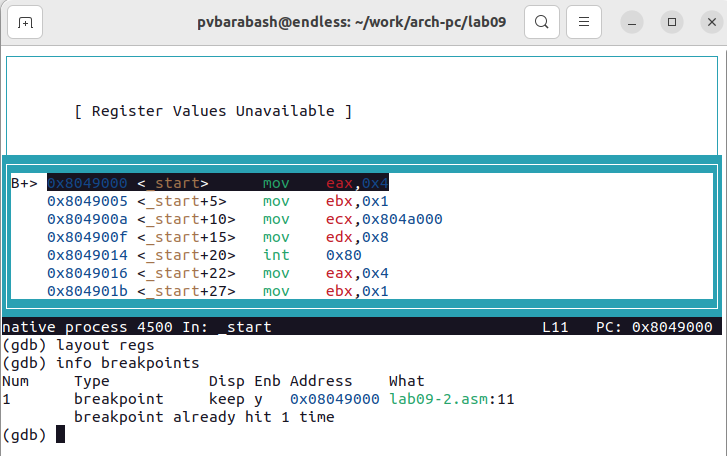 pvbarabash@endless: ~/work/arch-pc/lab09
[ Register Values Unavailable ]
B+> 0x8049000 <_start>      mov    eax,0x4
0x8049005 <_start+5>    mov    ebx,0x1
0x804900a <_start+10>   mov    ecx,0x804a000
0x804900f <_start+15>   mov    edx,0x8
0x8049014 <_start+20>   int    0x80
0x8049016 <_start+22>   mov    eax,0x4
0x804901b <_start+27>   mov    ebx,0x1
native process 4500 In: _start                              L11   PC: 0x8049000
(gdb) layout regs
(gdb) info breakpoints
Num     Type           Disp Enb Address    What
1       breakpoint     keep y   0x08049000 lab09-2.asm:11
        breakpoint already hit 1 time
(gdb)